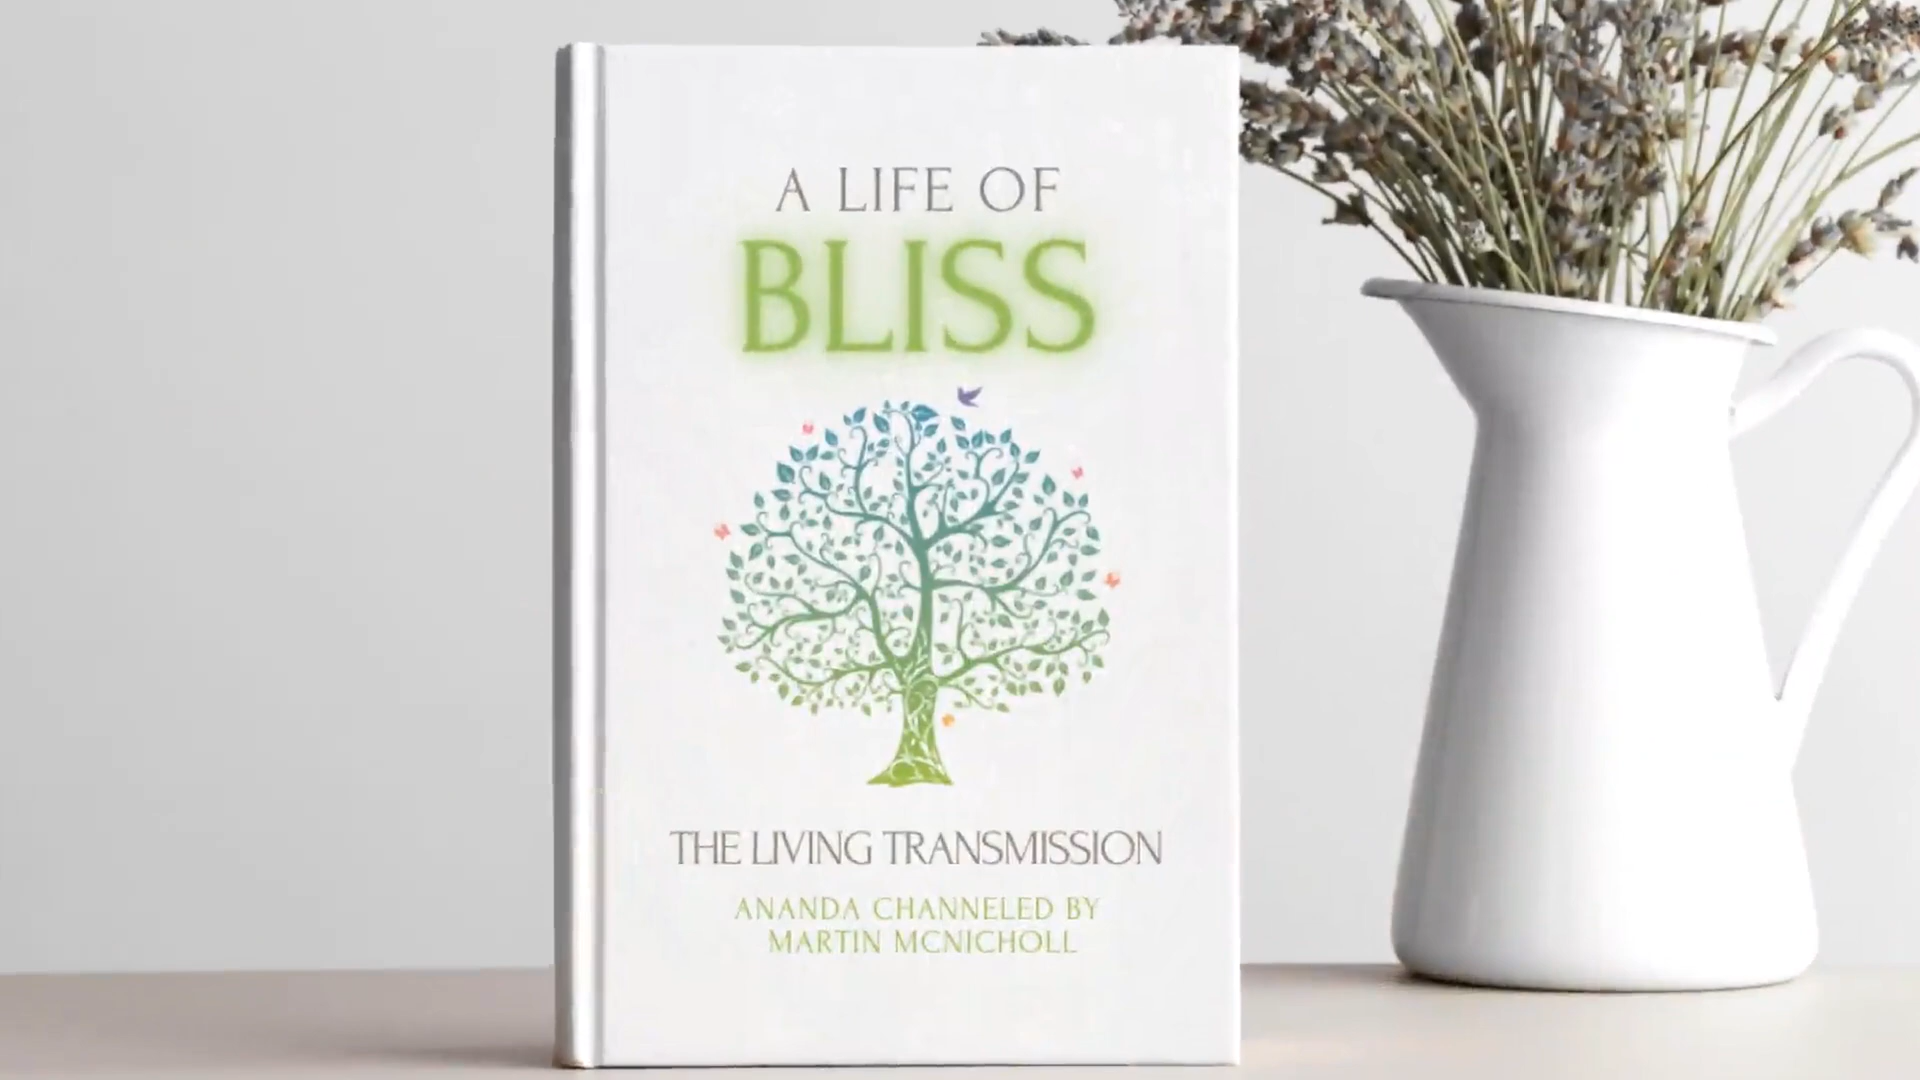 A LIFE OF
BLISS
THE LIVING TRANSMISSION
ANANDA CHANNELED BY
MARTIN MCNICHOLL